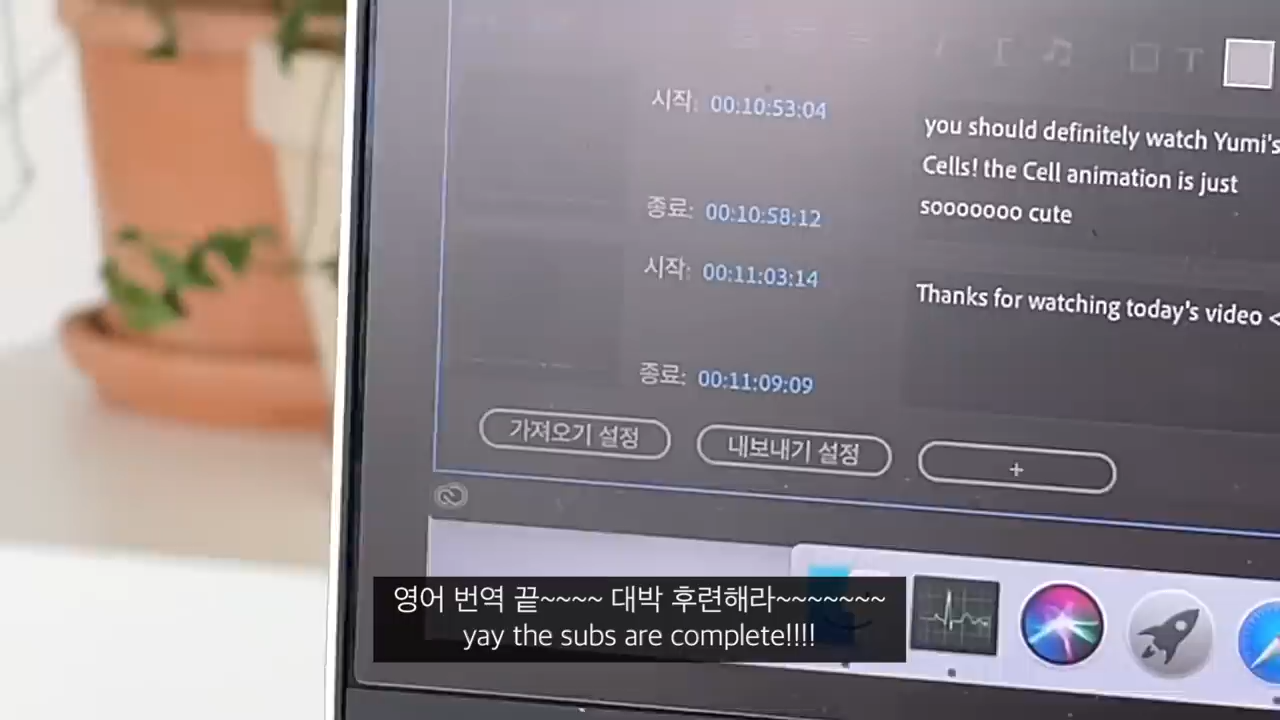 시작: 00:10:53:04
you should definitely watch Yumi's
Cells! the Cell animation is just
sooooooo cute
종료: 00:10:58:12
시작: 00:11:03:14
Thanks for watching today's video <
종료: 00:11:09:09
가져오기 설정
내보내기 설정
+
영어 번역 끝~~~~ 대박 후련해라~~~~~~~
yay the subs are complete!!!!